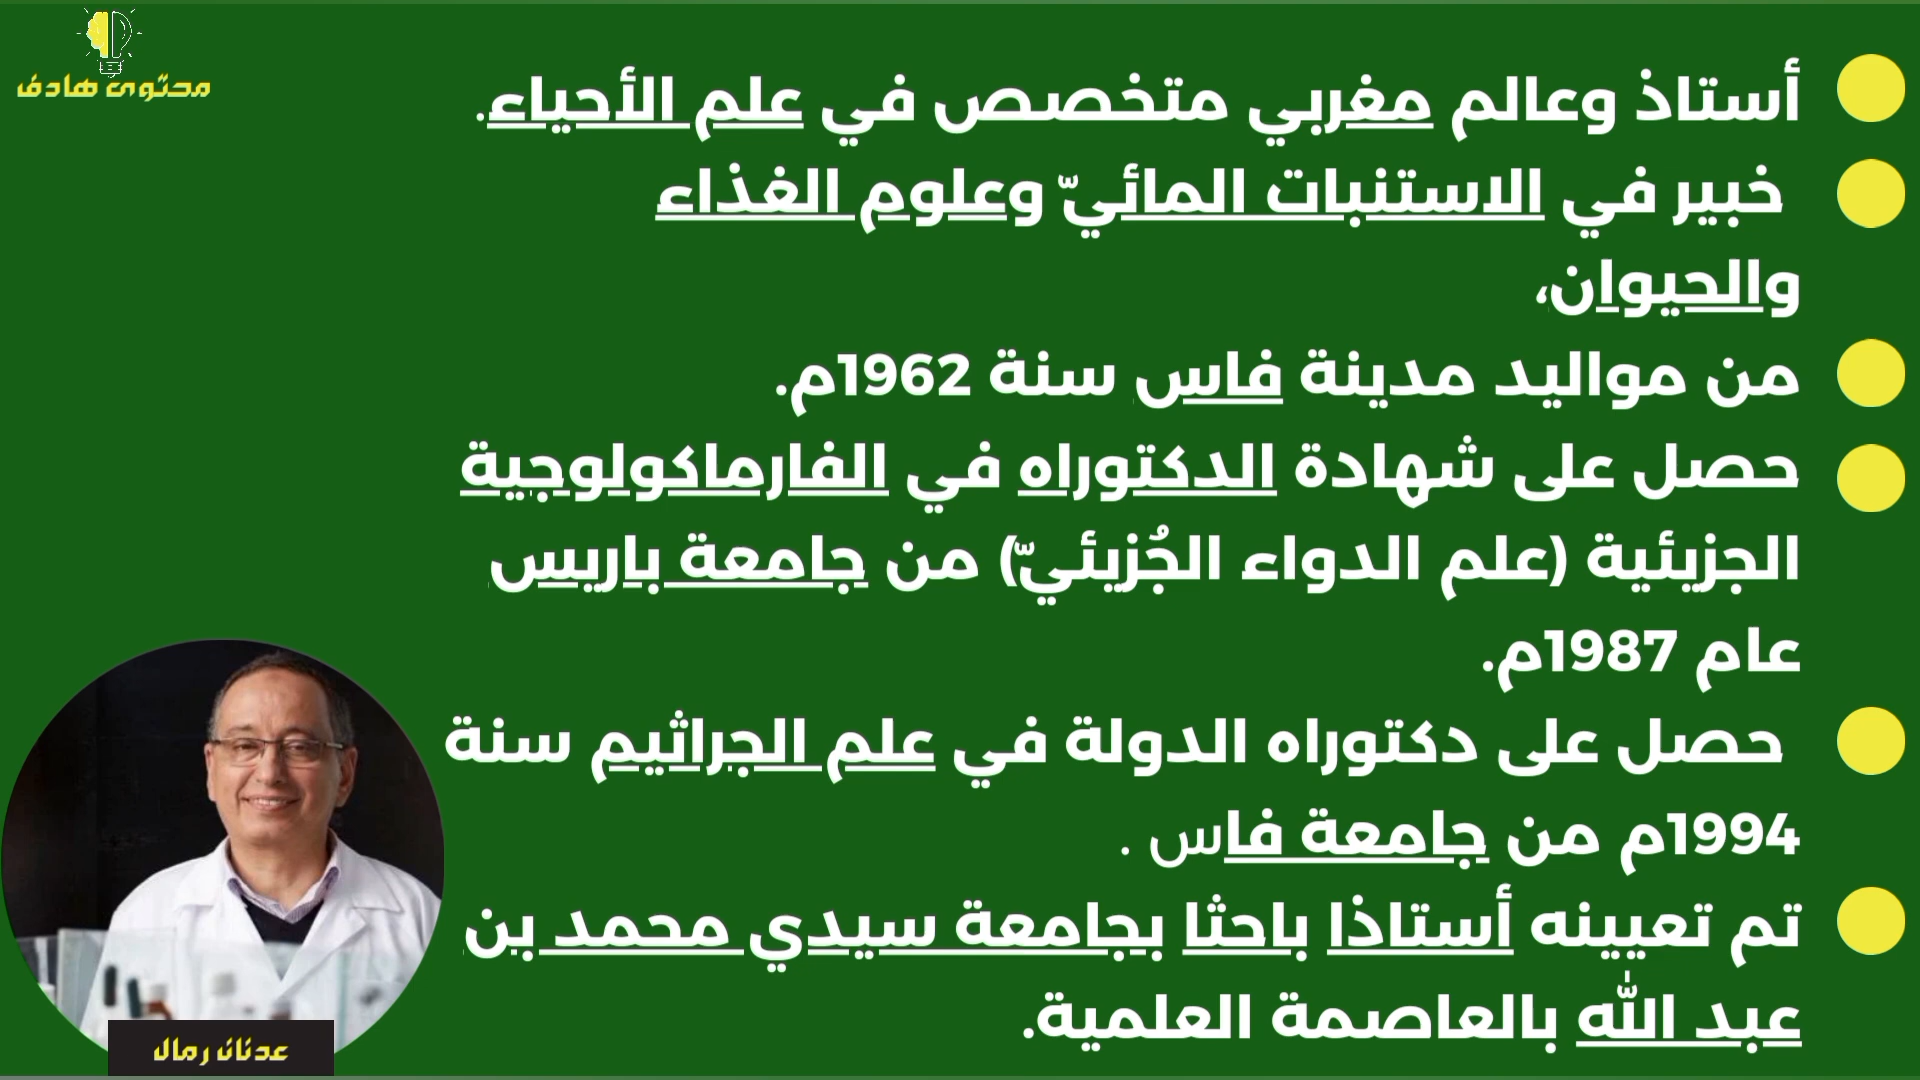 محتوى هادف
أستاذ وعالم مغربي متخصص في علم الأحياء.
خبير في الاستنبات المائيّ وعلوم الغذاء
والحيوان،
من مواليد مدينة فاس سنة 1962م.
حصل على شهادة الدكتوراه في الفارماكولوجية
الجزيئية (علم الدواء الجُزيئيّ) من جامعة باريس
عام 1987م.
حصل على دكتوراه الدولة في علم الجراثيم سنة
1994م من جامعة فاس .
تم تعيينه أستاذا باحثا بجامعة سيدي محمد بن
عبد الله بالعاصمة العلمية.
عدنان رمال